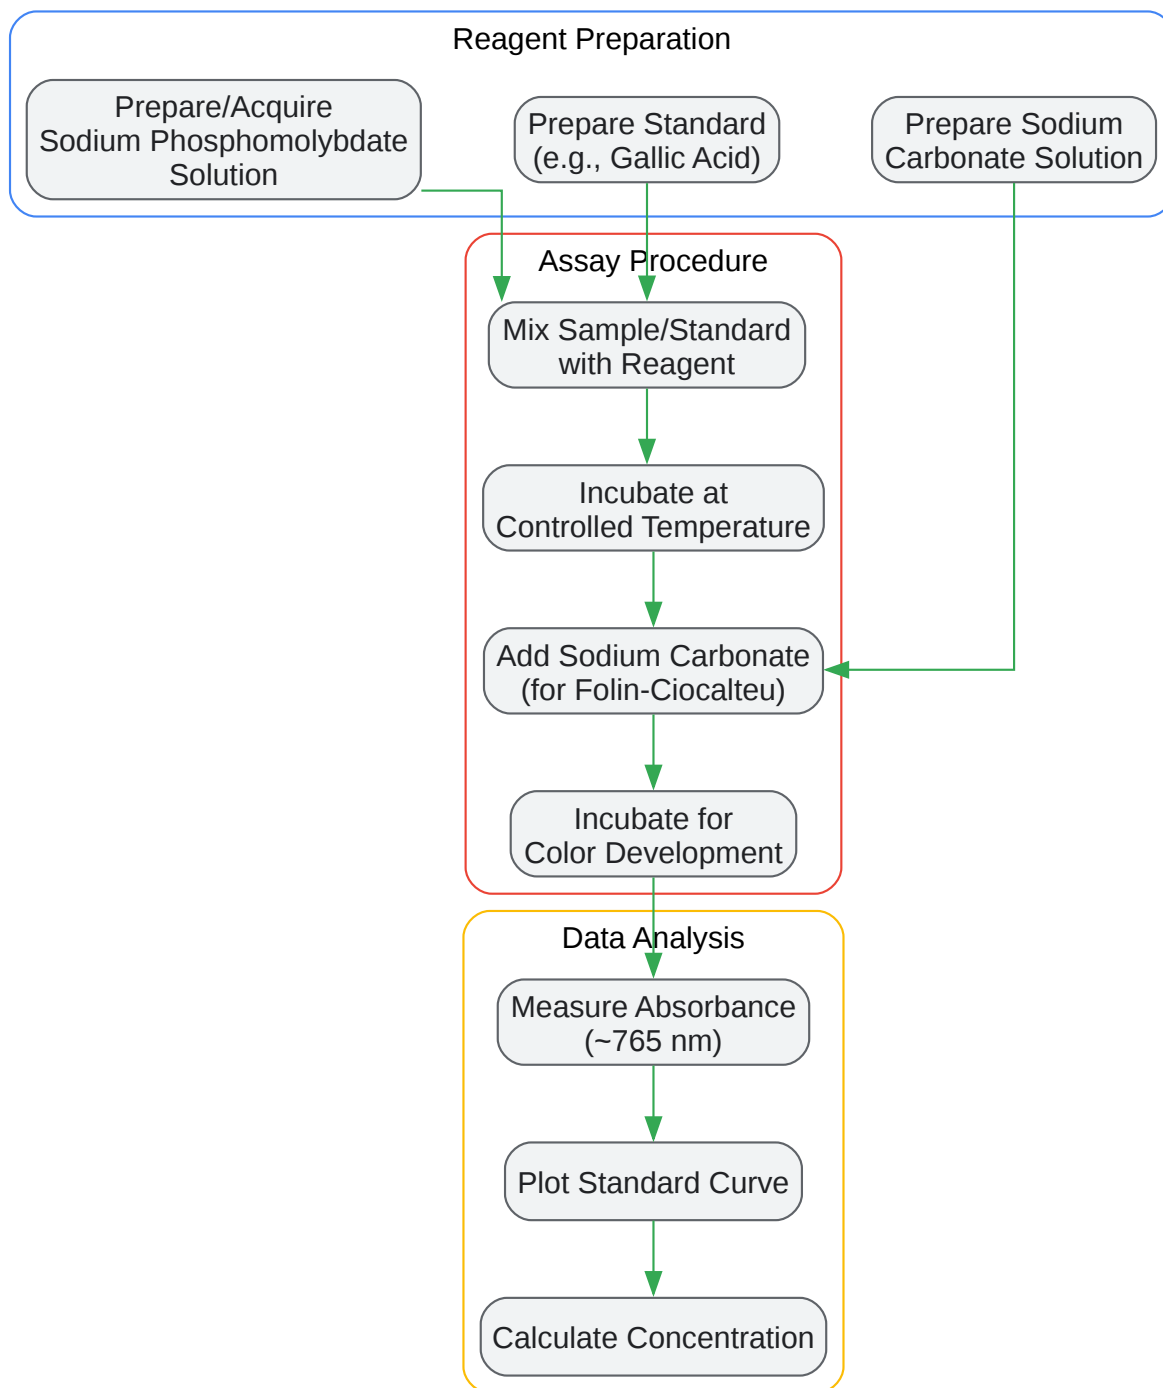 Reagent Preparation
Prepare/Acquire
Sodium Phosphomolybdate
Solution
Prepare Standard
(e.g., Gallic Acid)
Prepare Sodium
Carbonate Solution
Assay Procedure
Mix Sample/Standard
with Reagent
Incubate at
Controlled Temperature
Add Sodium Carbonate
(for Folin-Ciocalteu)
Incubate for
Color Development
Data Analysis
Measure Absorbance
(~765 nm)
Plot Standard Curve
Calculate Concentration